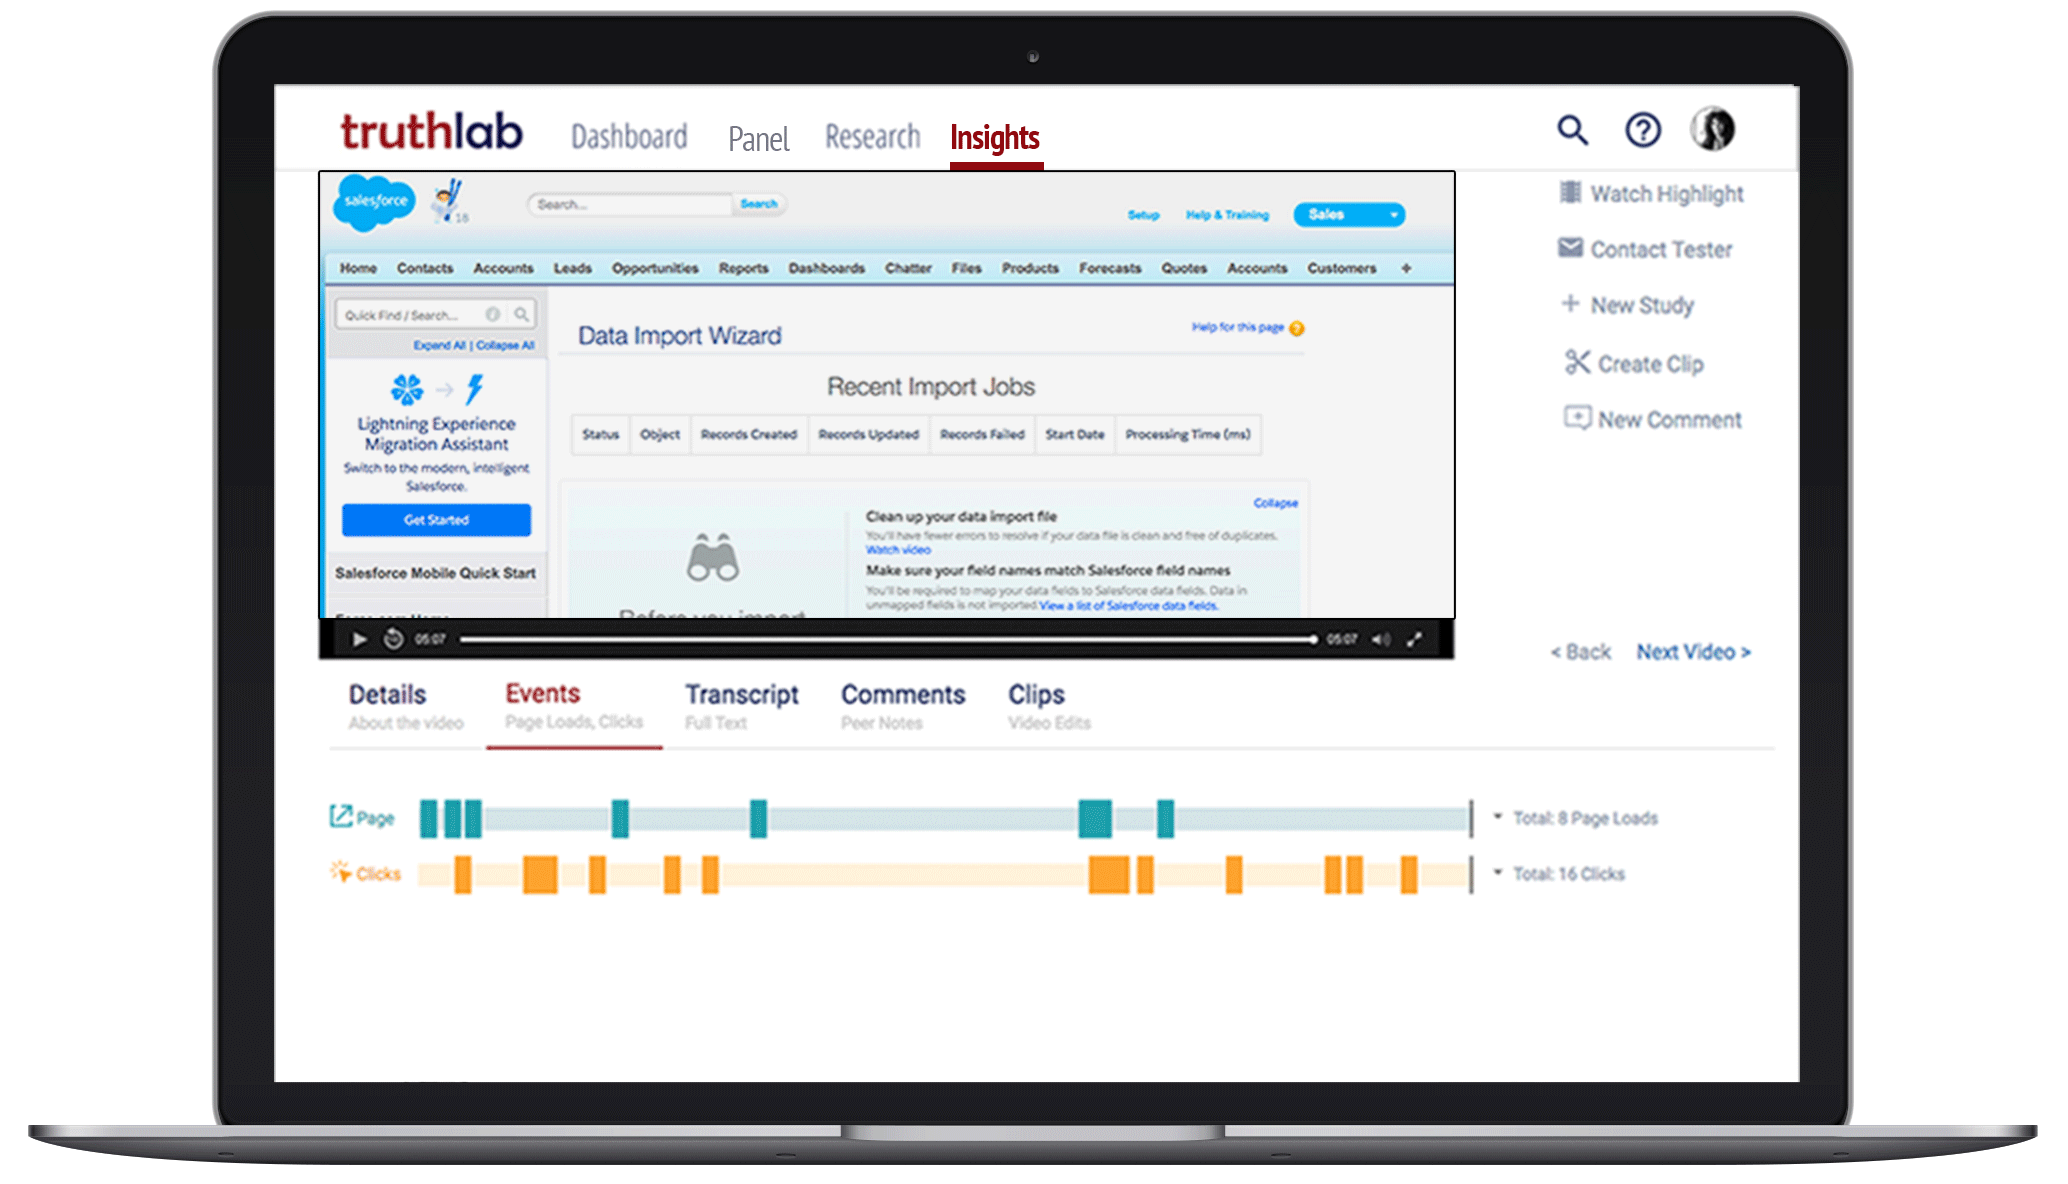 truthlab Dashboard Panel Research Insights
salesforce 18 Search... Search
Setup Help & Training Sales
Home Contacts Accounts Leads Opportunities Reports Dashboards Chatter Files Products Forecasts Quotes Accounts Customers +
Quick Find / Search...
Expand All | Collapse All
Lightning Experience
Migration Assistant
Switch to the modern, intelligent
Salesforce.
Get Started
Salesforce Mobile Quick Start
Force.com Home
Data Import Wizard
Help for this page ?
Recent Import Jobs
Status Object Records Created Records Updated Records Failed Start Date Processing Time (ms)
Collapse
Before you import
Clean up your data import file
You'll have fewer errors to resolve if your data file is clean and free of duplicates.
Watch video
Make sure your field names match Salesforce field names
You'll be required to map your data fields to Salesforce data fields. Data in
unmapped fields is not imported. View a list of Salesforce data fields.
05:07 05:07
Watch Highlight
Contact Tester
+ New Study
Create Clip
New Comment
< Back Next Video >
Details Events Transcript Comments Clips
About the video Page Loads, Clicks Full Text Peer Notes Video Edits
Page Total: 8 Page Loads
Clicks Total: 16 Clicks